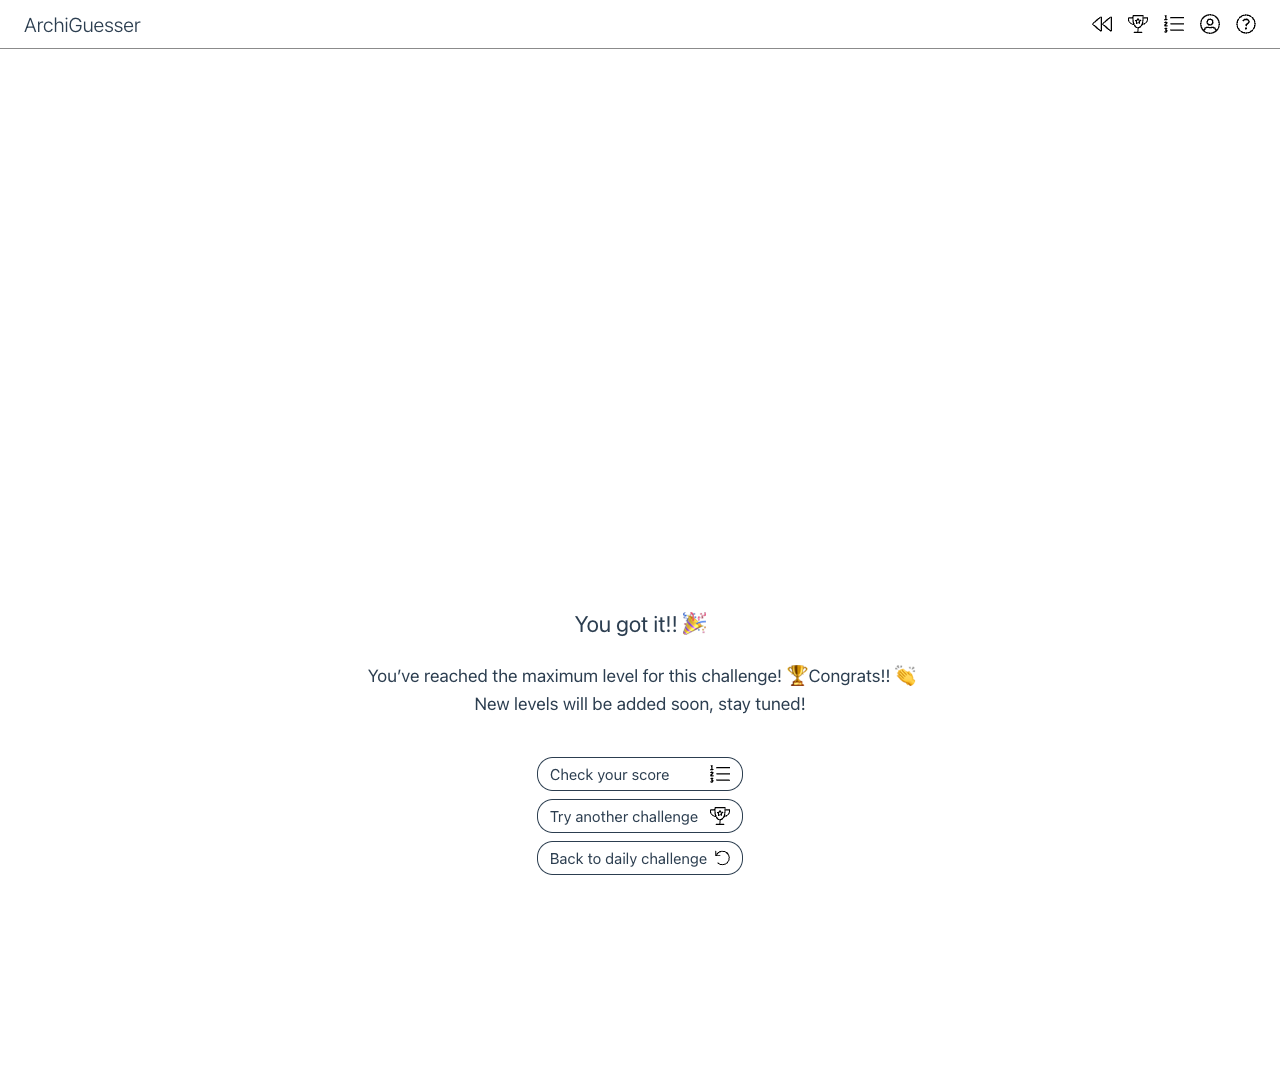 ArchiGuesser
You got it!! 🎉
You’ve reached the maximum level for this challenge! 🏆Congrats!! 👏
New levels will be added soon, stay tuned!
Check your score
Try another challenge
Back to daily challenge